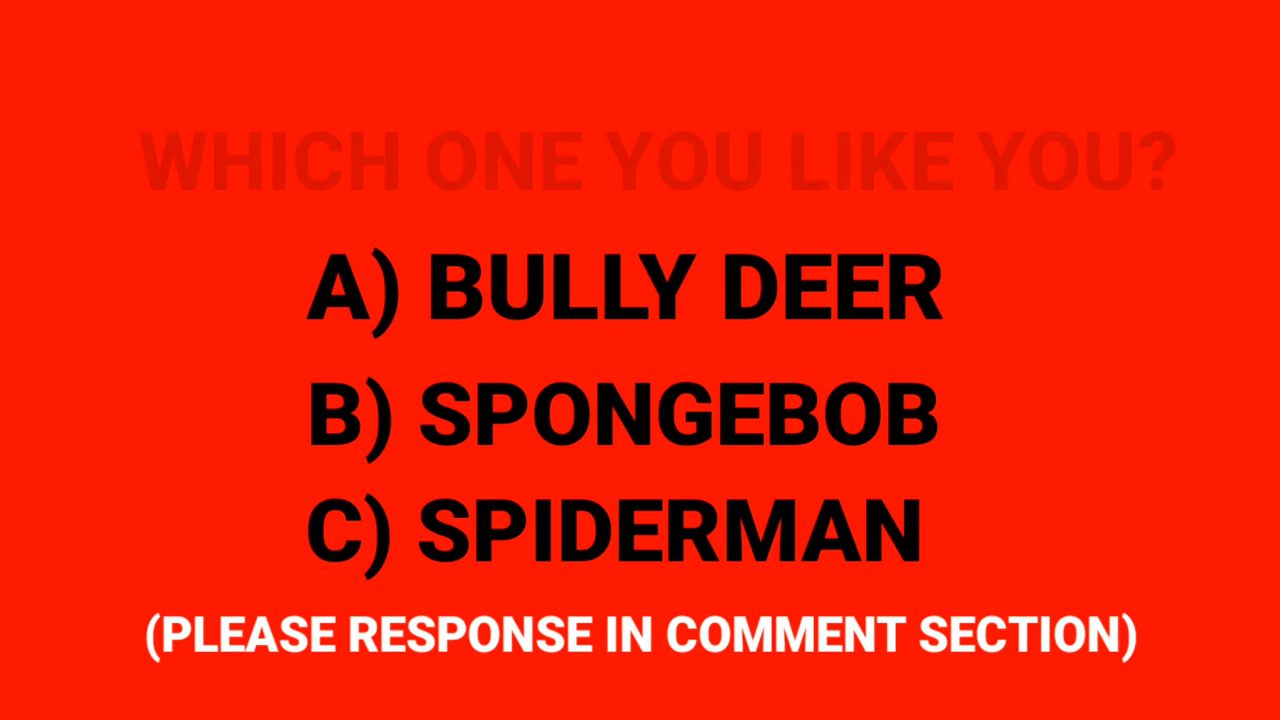 WHICH ONE YOU LIKE YOU?
A) BULLY DEER
B) SPONGEBOB
C) SPIDERMAN
(PLEASE RESPONSE IN COMMENT SECTION)